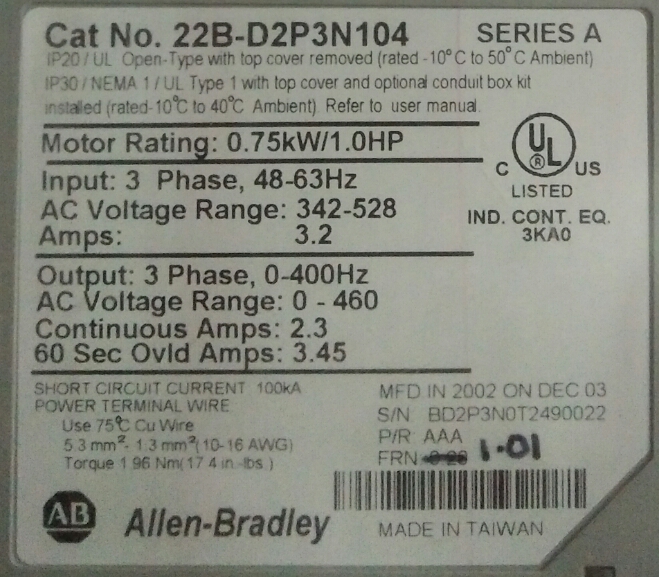 Cat No. 22B-D2P3N104 SERIES A
IP20 / UL Open-Type with top cover removed (rated -10°C to 50°C Ambient)
IP30 / NEMA 1 / UL Type 1 with top cover and optional conduit box kit
installed (rated-10°C to 40°C Ambient). Refer to user manual.
Motor Rating: 0.75kW/1.0HP
Input: 3 Phase, 48-63Hz
AC Voltage Range: 342-528
Amps: 3.2
C UL ® US
LISTED
IND. CONT. EQ.
3KA0
Output: 3 Phase, 0-400Hz
AC Voltage Range: 0 - 460
Continuous Amps: 2.3
60 Sec Ovld Amps: 3.45
SHORT CIRCUIT CURRENT 100kA
POWER TERMINAL WIRE
Use 75°C Cu Wire
5.3 mm²- 1.3 mm²(10-16 AWG)
Torque 1.96 Nm(17.4 in.-lbs.)
MFD IN 2002 ON DEC 03
S/N BD2P3N0T2490022
P/R AAA
FRN 1.01
AB Allen-Bradley
MADE IN TAIWAN